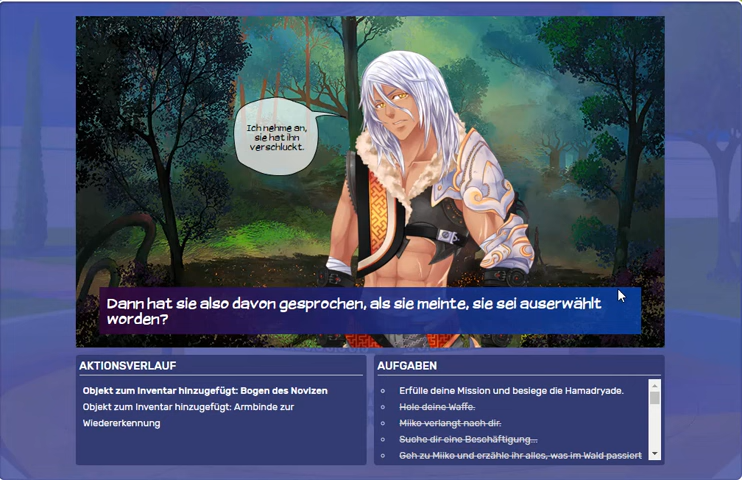 Ich nehme an,
sie hat ihn
verschluckt.
Dann hat sie also davon gesprochen, als sie meinte, sie sei auserwählt
worden?
AKTIONSVERLAUF
Objekt zum Inventar hinzugefügt: Bogen des Novizen
Objekt zum Inventar hinzugefügt: Armbinde zur
Wiedererkennung
AUFGABEN
Erfülle deine Mission und besiege die Hamadryade.
Hole deine Waffe.
Miiko verlangt nach dir.
Suche dir eine Beschäftigung...
Geh zu Miiko und erzähle ihr alles, was im Wald passiert